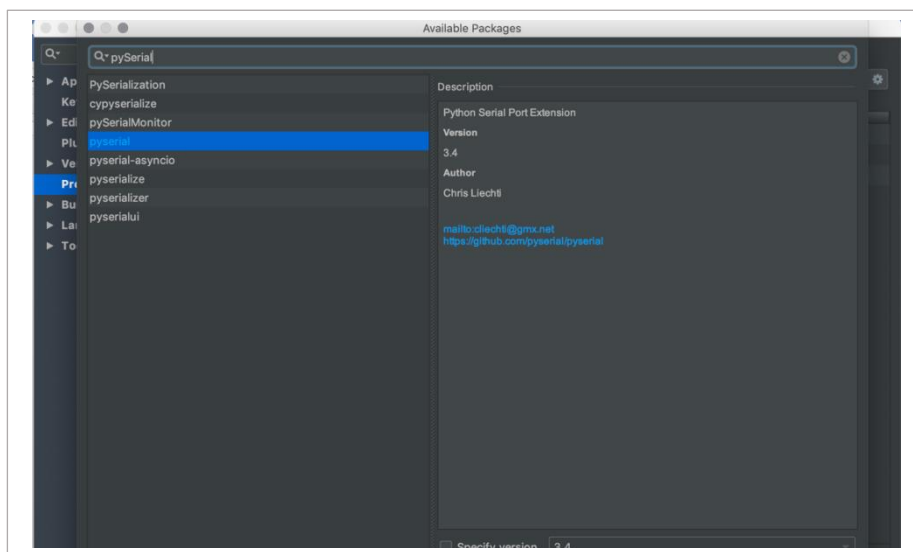 Available Packages
pySerial
Ap
Ke
Edi
Plu
Ve
Pro
Bu
Lai
To
PySerialization
cypyserialize
pySerialMonitor
pyserial
pyserial-asyncio
pyserialize
pyserializer
pyserialui
Description
Python Serial Port Extension
Version
3.4
Author
Chris Liechti
mailto:cliechti@gmx.net
https://github.com/pyserial/pyserial
Specify version 3.4